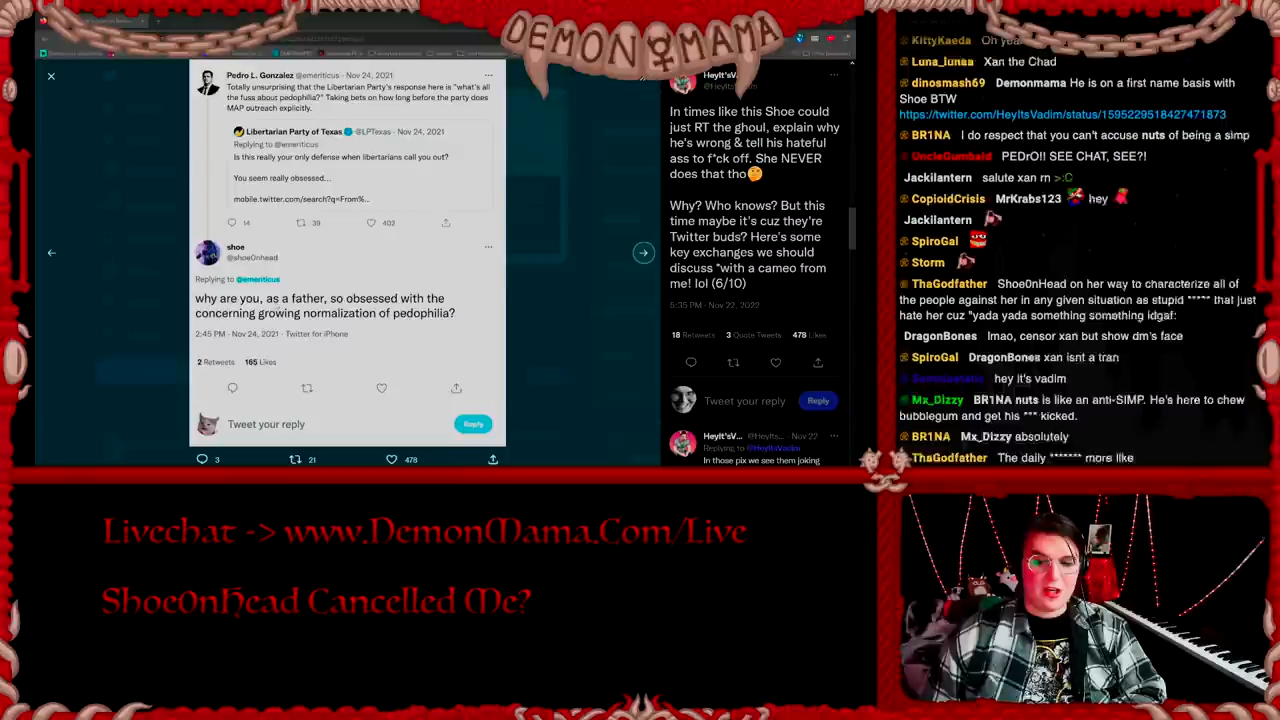 DEMON MAMA
Pedro L. Gonzalez @emeriticus · Nov 24, 2021
Totally unsurprising that the Libertarian Party's response here is "what's all
the fuss about pedophilia?" Taking bets on how long before the party does
MAP outreach explicitly.
Libertarian Party of Texas @LPTexas · Nov 24, 2021
Replying to @emeriticus
Is this really your only defense when libertarians call you out?
You seem really obsessed...
mobile.twitter.com/search?q=From%...
14 39 402
shoe
@shoe0nhead
Replying to @emeriticus
why are you, as a father, so obsessed with the
concerning growing normalization of pedophilia?
2:45 PM · Nov 24, 2021 · Twitter for iPhone
2 Retweets 165 Likes
Tweet your reply
Reply
3 21 478
HeyIt'sV
@HeyIts
In times like this Shoe could
just RT the ghoul, explain why
he's wrong & tell his hateful
ass to f*ck off. She NEVER
does that tho🤔
Why? Who knows? But this
time maybe it's cuz they're
Twitter buds? Here's some
key exchanges we should
discuss *with a cameo from
me! lol (6/10)
5:35 PM · Nov 22, 2022
18 Retweets 3 Quote Tweets 478 Likes
Tweet your reply
Reply
HeyIt'sV... @HeyIts... · Nov 22
Replying to @HeyItsVadim
In those pix we see them joking
KittyKaeda Oh yea
Luna_lunaa Xan the Chad
dinosmash69 Demonmama He is on a first name basis with
Shoe BTW
https://twitter.com/HeyItsVadim/status/1595229518427471873
BR1NA I do respect that you can't accuse nuts of being a simp
UncleGumbald PEDrO!! SEE CHAT, SEE?!
Jackilantern salute xan rn >:C
CopioidCrisis MrKrabs123 hey
Jackilantern
SpiroGal
Storm
ThaGodfather Shoe0nHead on her way to characterize all of
the people against her in any given situation as stupid ***** that just
hate her cuz "yada yada something something idgaf:
DragonBones lmao, censor xan but show dm's face
SpiroGal DragonBones xan isnt a tran
hey it's vadim
Mx_Dizzy BR1NA nuts is like an anti-SIMP. He's here to chew
bubblegum and get his *** kicked.
BR1NA Mx_Dizzy absolutely
ThaGodfather The daily ******* more like
Livechat -> www.DemonMama.Com/Live
Shoe0nHead Cancelled Me?